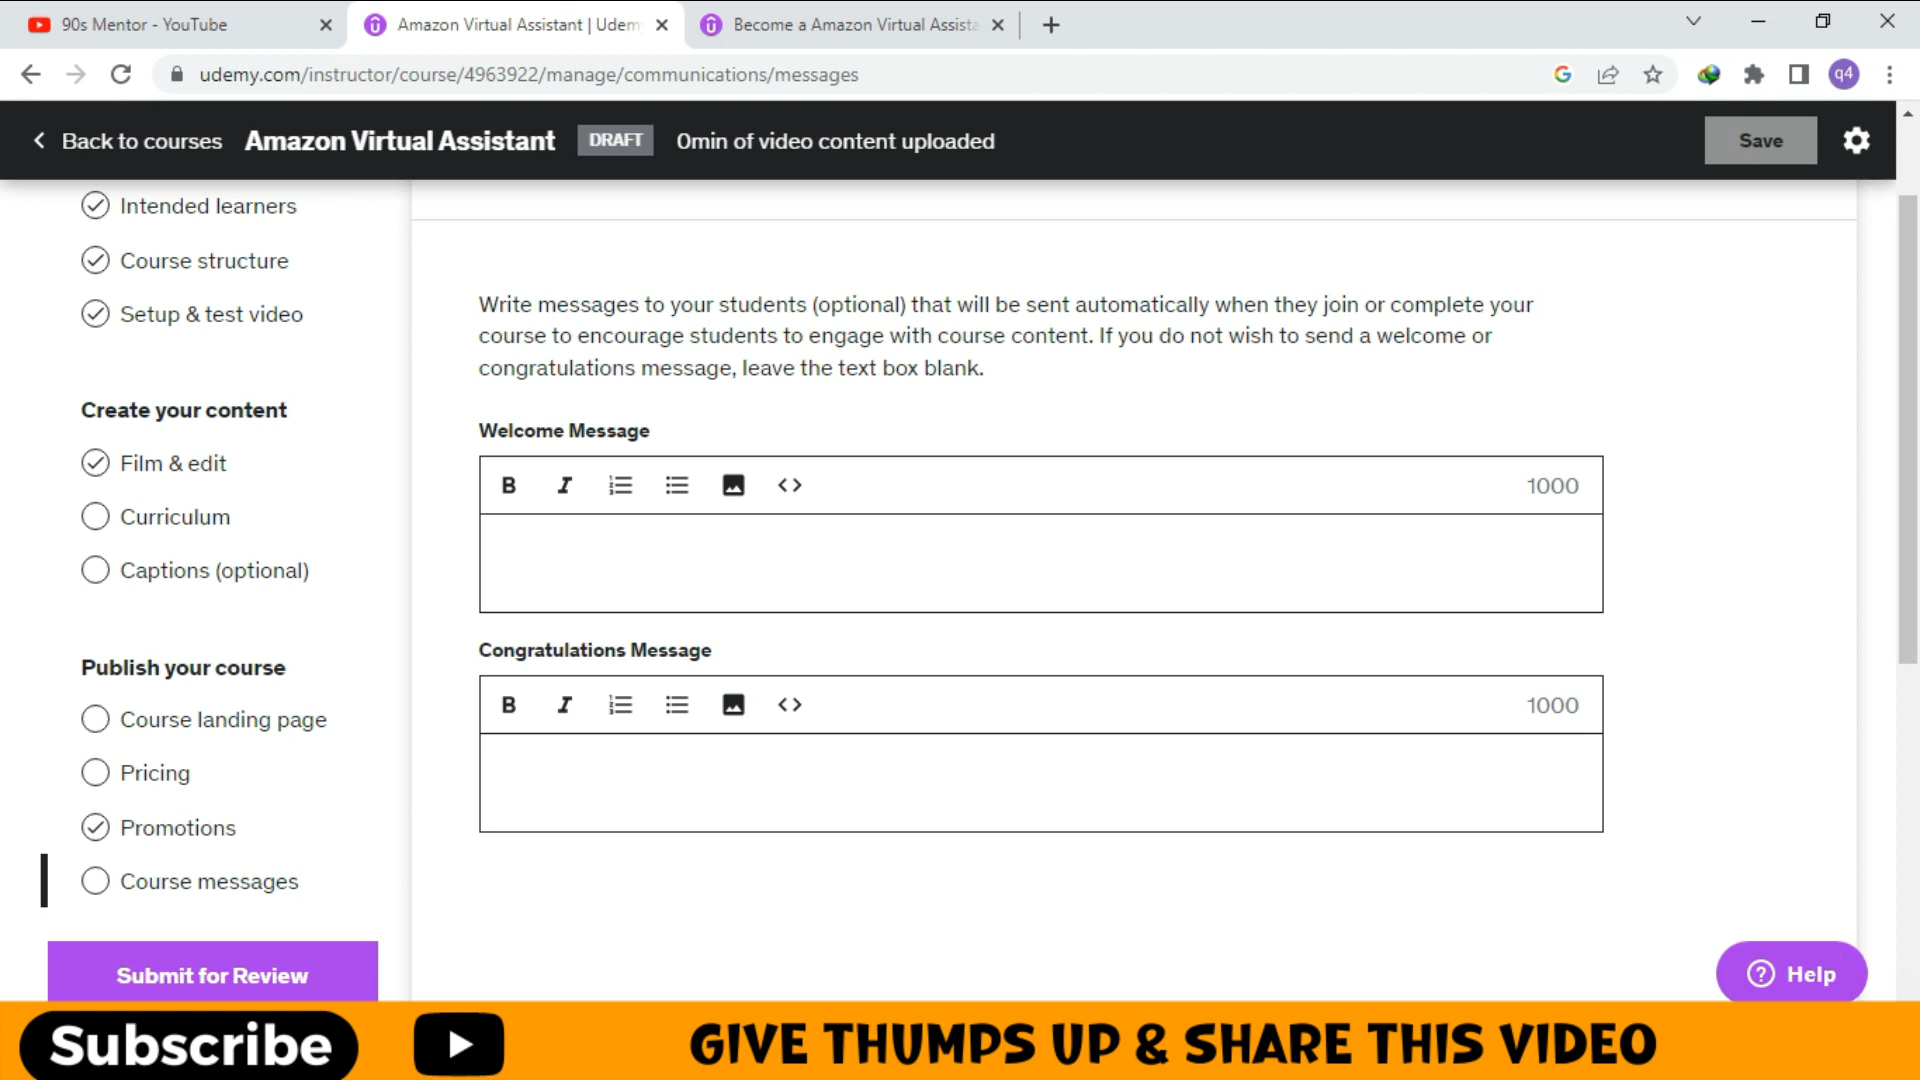 90s Mentor - YouTube
Amazon Virtual Assistant | Udem
Become a Amazon Virtual Assista
udemy.com/instructor/course/4963922/manage/communications/messages
q4
Back to courses
Amazon Virtual Assistant
DRAFT
0min of video content uploaded
Save
Intended learners
Course structure
Setup & test video
Create your content
Film & edit
Curriculum
Captions (optional)
Publish your course
Course landing page
Pricing
Promotions
Course messages
Submit for Review
Write messages to your students (optional) that will be sent automatically when they join or complete your
course to encourage students to engage with course content. If you do not wish to send a welcome or
congratulations message, leave the text box blank.
Welcome Message
B I <> 1000
Congratulations Message
B I <> 1000
Help
Subscribe
GIVE THUMPS UP & SHARE THIS VIDEO